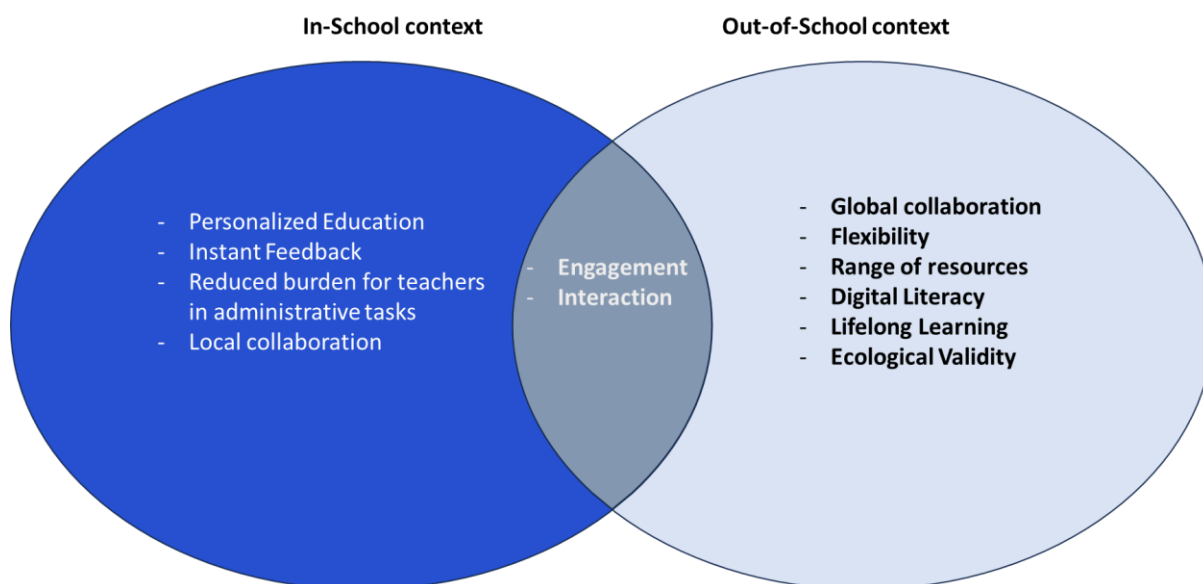 In-School context
Out-of-School context
- Personalized Education
- Instant Feedback
- Reduced burden for teachers
in administrative tasks
- Local collaboration
- Engagement
- Interaction
- Global collaboration
- Flexibility
- Range of resources
- Digital Literacy
- Lifelong Learning
- Ecological Validity